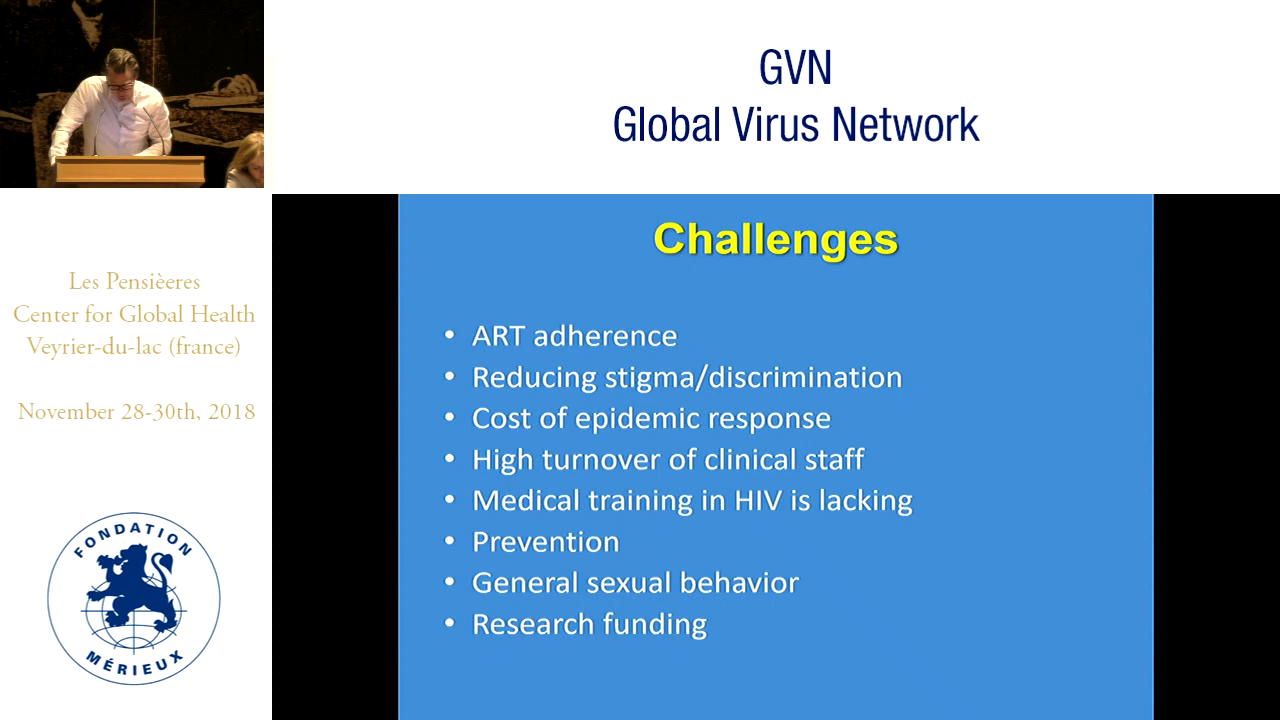 GVN
Global Virus Network
Les Pensièeres
Center for Global Health
Veyrier-du-lac (france)
November 28-30th, 2018
FONDATION
MÉRIEUX
Challenges
• ART adherence
• Reducing stigma/discrimination
• Cost of epidemic response
• High turnover of clinical staff
• Medical training in HIV is lacking
• Prevention
• General sexual behavior
• Research funding